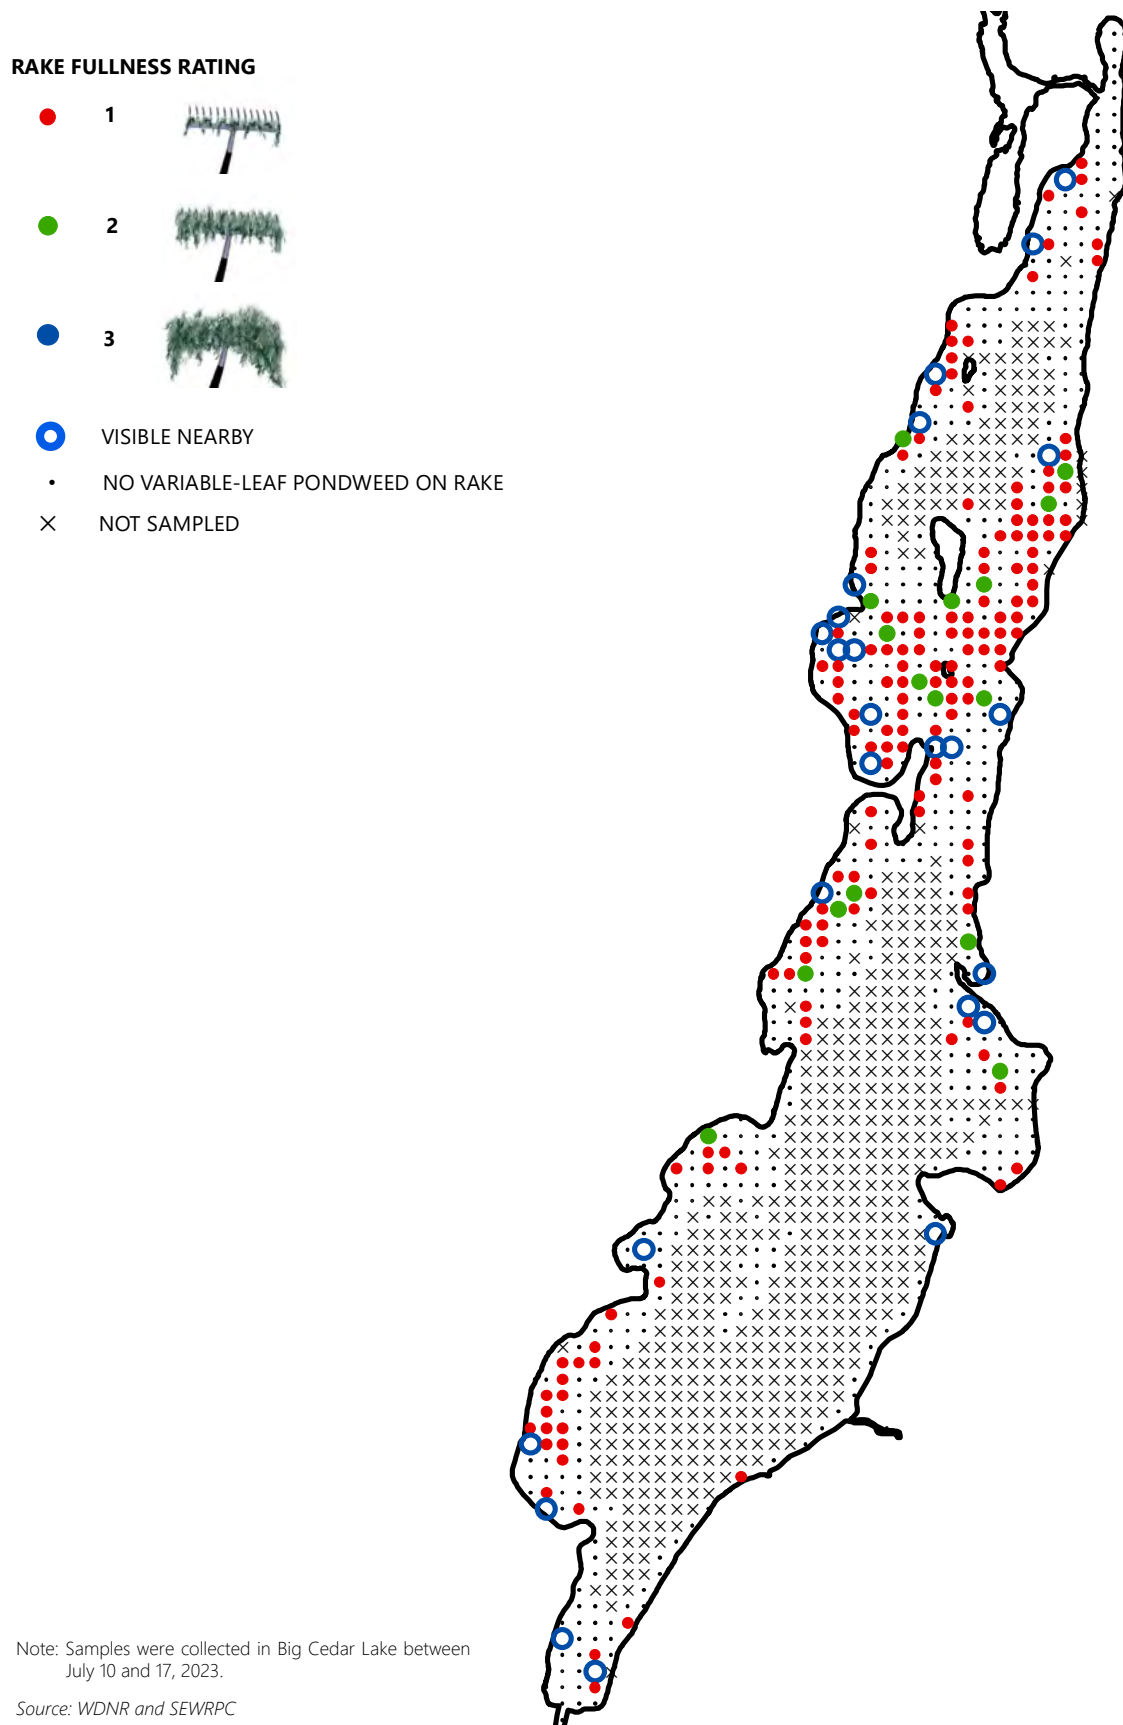 RAKE FULLNESS RATING
1
2
3
VISIBLE NEARBY
NO VARIABLE-LEAF PONDWEED ON RAKE
NOT SAMPLED
Note: Samples were collected in Big Cedar Lake between
July 10 and 17, 2023.
Source: WDNR and SEWRPC